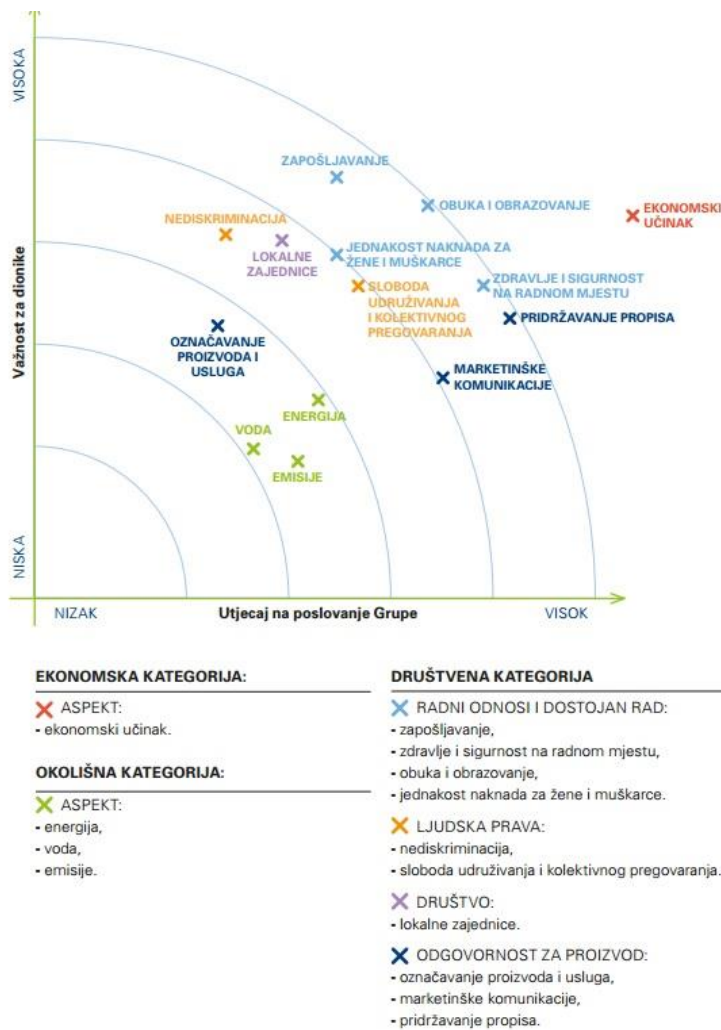 VISOKA
ZAPOŠLJAVANJE
OBUKA I OBRAZOVANJE
EKONOMSKI
UČINAK
NEDISKRIMINACIJA
LOKALNE
ZAJEDNICE
JEDNAKOST NAKNADA ZA
ŽENE I MUŠKARCE
ZDRAVLJE I SIGURNOST
NA RADNOM MJESTU
SLOBODA
UDRUŽIVANJA
I KOLEKTIVNOG
PREGOVARANJA
PRIDRŽAVANJE PROPISA
Važnost za dionike
OZNAČAVANJE
PROIZVODA I
USLUGA
MARKETINŠKE
KOMUNIKACIJE
ENERGIJA
VODA
EMISIJE
NISKA
NIZAK
Utjecaj na poslovanje Grupe
VISOK
EKONOMSKA KATEGORIJA:
ASPEKT:
- ekonomski učinak.
OKOLIŠNA KATEGORIJA:
ASPEKT:
- energija,
- voda,
- emisije.
DRUŠTVENA KATEGORIJA
RADNI ODNOSI I DOSTOJAN RAD:
- zapošljavanje,
- zdravlje i sigurnost na radnom mjestu,
- obuka i obrazovanje,
- jednakost naknada za žene i muškarce.
LJUDSKA PRAVA:
- nediskriminacija,
- sloboda udruživanja i kolektivnog pregovaranja.
DRUŠTVO:
- lokalne zajednice.
ODGOVORNOST ZA PROIZVOD:
- označavanje proizvoda i usluga,
- marketinške komunikacije,
- pridržavanje propisa.